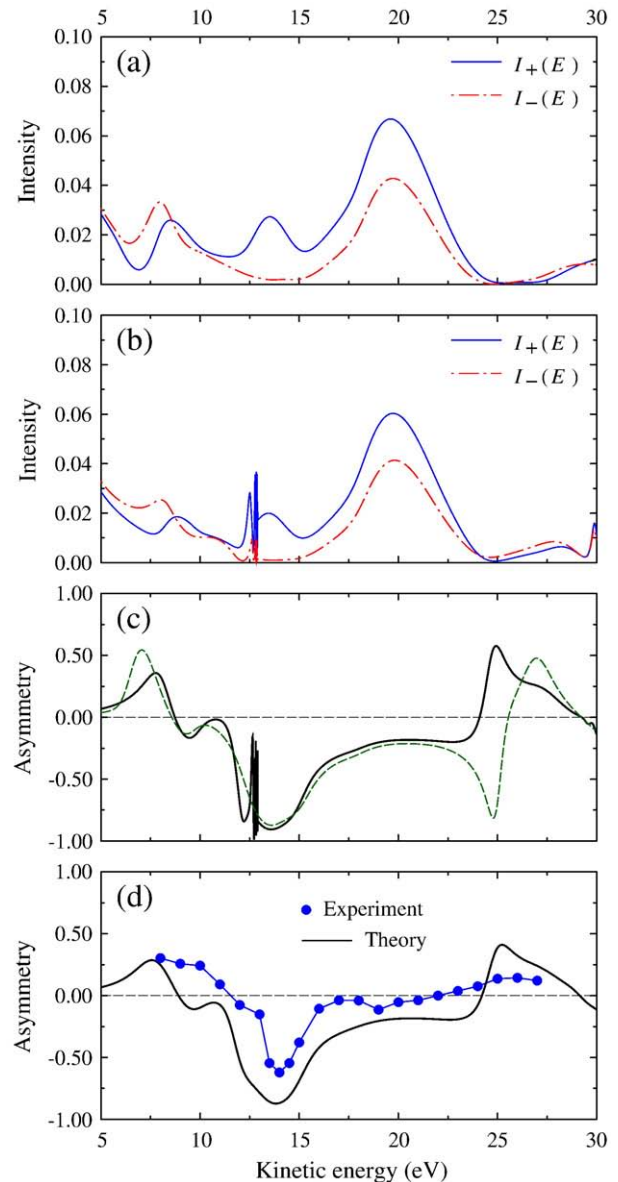 5 10 15 20 25 30
0.10
(a)
I+(E)
I−(E)
0.08
0.06
Intensity
0.04
0.02
0.00
0.10
(b)
I+(E)
I−(E)
0.08
0.06
Intensity
0.04
0.02
0.00
1.00
(c)
0.50
Asymmetry
0.00
-0.50
-1.00
1.00
(d)
Experiment
Theory
0.50
Asymmetry
0.00
-0.50
-1.00
5 10 15 20 25 30
Kinetic energy (eV)